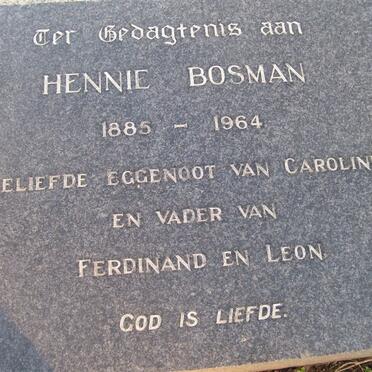 Ter Gedagtenis aan
HENNIE BOSMAN
1885 - 1964
ELIEFDE EGGENOOT VAN CAROLIN
EN VADER VAN
FERDINAND EN LEON.
GOD IS LIEFDE.